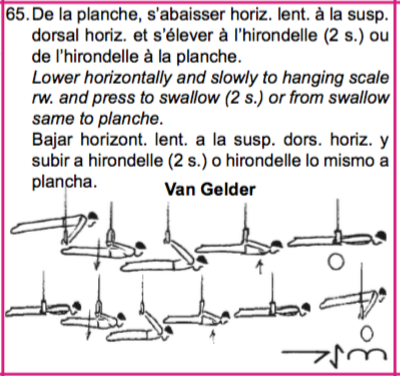 65. De la planche, s'abaisser horiz. lent. à la susp.
dorsal horiz. et s'élever à l'hirondelle (2 s.) ou
de l'hirondelle à la planche.
Lower horizontally and slowly to hanging scale
rw. and press to swallow (2 s.) or from swallow
same to planche.
Bajar horizont. lent. a la susp. dors. horiz. y
subir a hirondelle (2 s.) o hirondelle lo mismo a
plancha.
Van Gelder